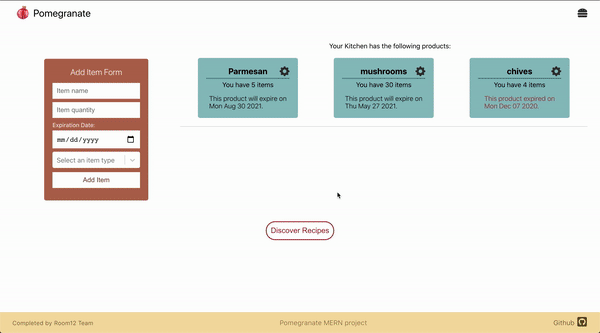 Pomegranate
Your Kitchen has the following products:
Add Item Form
Item name
Item quantity
Expiration Date:
mm/dd/yyyy
Select an item type
Add Item
Parmesan
You have 5 items
This product will expire on
Mon Aug 30 2021.
mushrooms
You have 30 items
This product will expire on
Thu May 27 2021.
chives
You have 4 items
This product expired on
Mon Dec 07 2020.
Discover Recipes
Completed by Room12 Team
Pomegranate MERN project
Github